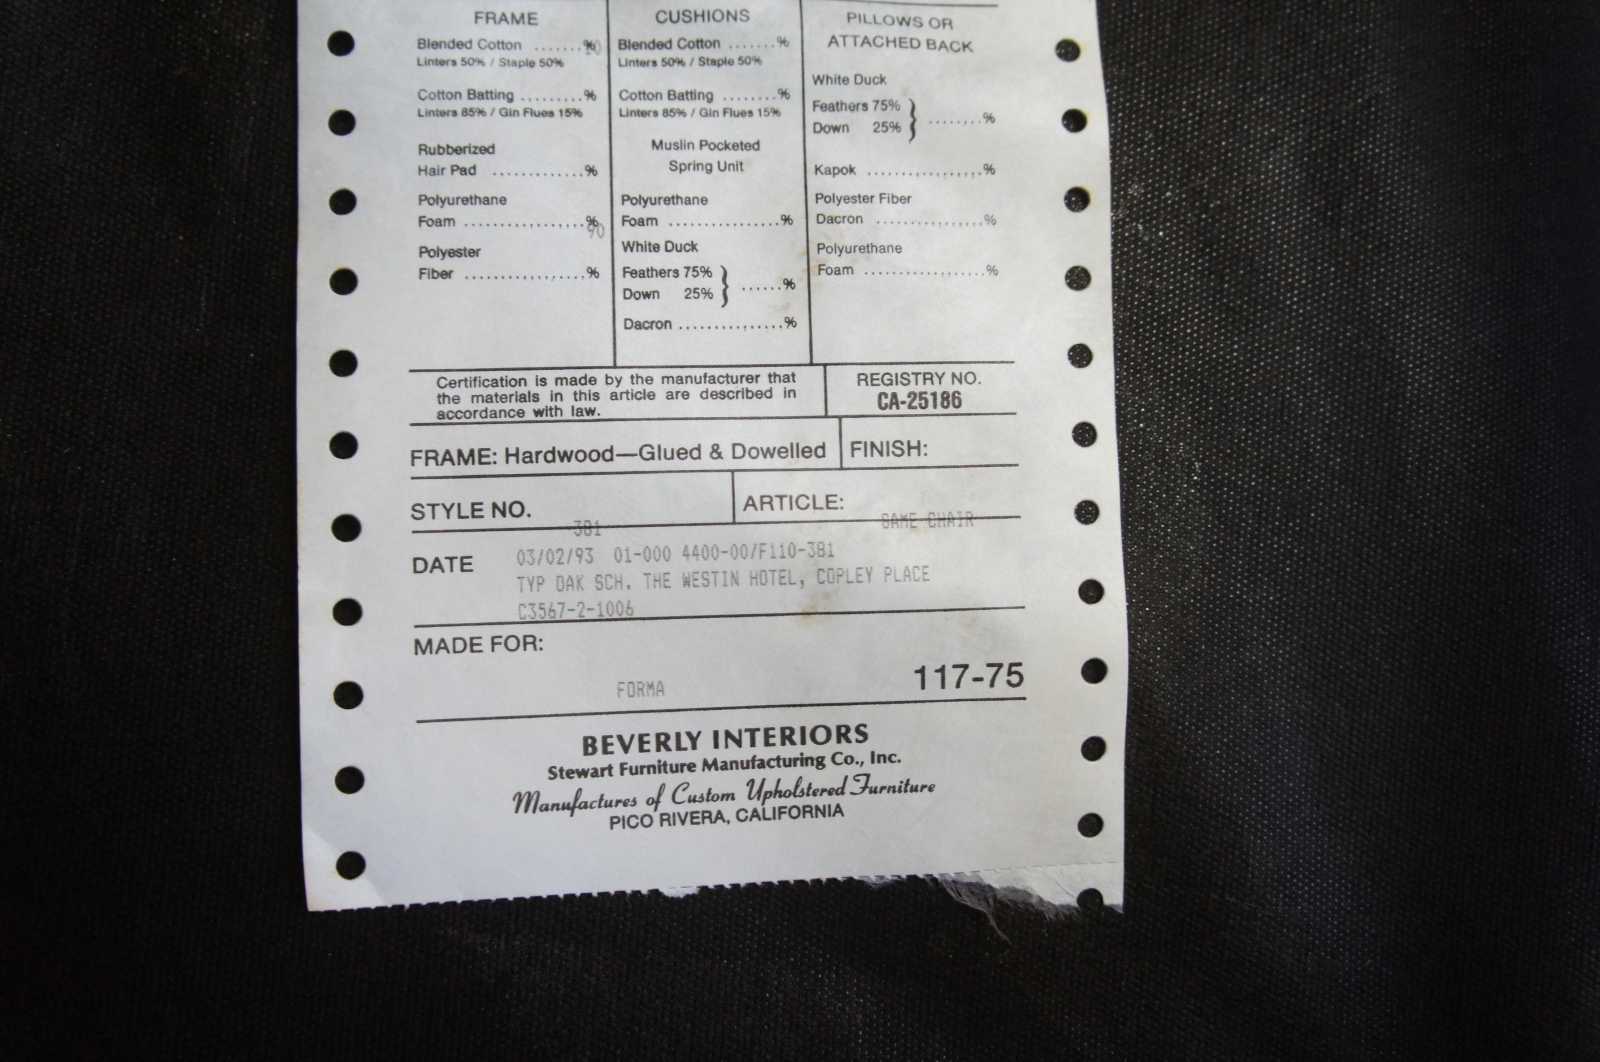 FRAME
Blended Cotton .......%
10
Linters 50% / Staple 50%
Cotton Batting .........%
Linters 85% / Gin Flues 15%
Rubberized
Hair Pad .............%
Polyurethane
Foam .................%
90
Polyester
Fiber .................%
CUSHIONS
Blended Cotton .......%
Linters 50% / Staple 50%
Cotton Batting ........%
Linters 85% / Gin Flues 15%
Muslin Pocketed
Spring Unit
Polyurethane
Foam ................%
White Duck
Feathers 75%
Down 25% } ......%
Dacron ...............%
PILLOWS OR
ATTACHED BACK
White Duck
Feathers 75%
Down 25% } ........%
Kapok .................%
Polyester Fiber
Dacron ................%
Polyurethane
Foam ..................%
Certification is made by the manufacturer that
the materials in this article are described in
accordance with law.
REGISTRY NO.
CA-25186
FRAME: Hardwood—Glued & Dowelled
FINISH:
STYLE NO.
381
ARTICLE:
GAME CHAIR
DATE 03/02/93 01-000 4400-00/F110-381
TYP OAK SCH. THE WESTIN HOTEL, COPLEY PLACE
C3567-2-1006
MADE FOR:
FORMA
117-75
BEVERLY INTERIORS
Stewart Furniture Manufacturing Co., Inc.
Manufactures of Custom Upholstered Furniture
PICO RIVERA, CALIFORNIA